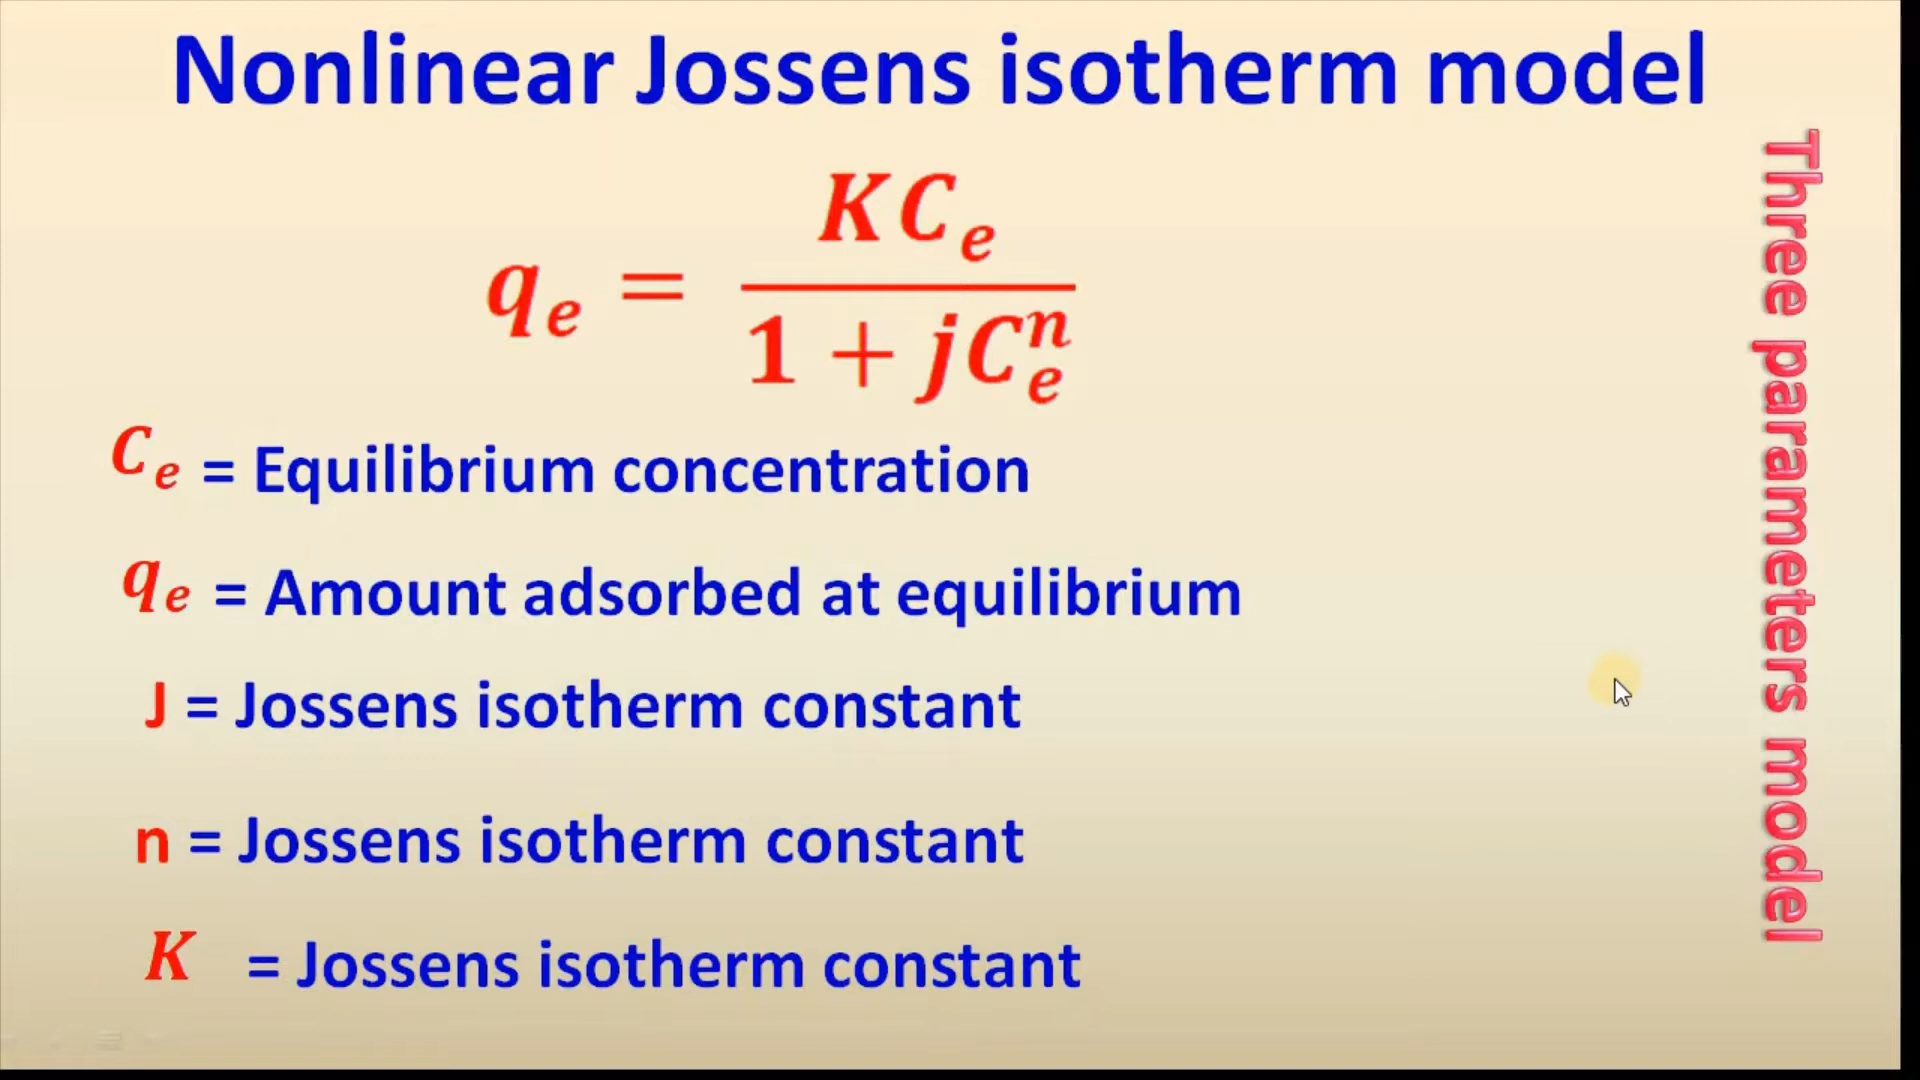 Nonlinear Jossens isotherm model
q_e = \frac{KC_e}{1 + jC_e^n}
C_e = Equilibrium concentration
q_e = Amount adsorbed at equilibrium
J = Jossens isotherm constant
n = Jossens isotherm constant
K = Jossens isotherm constant
Three parameters model